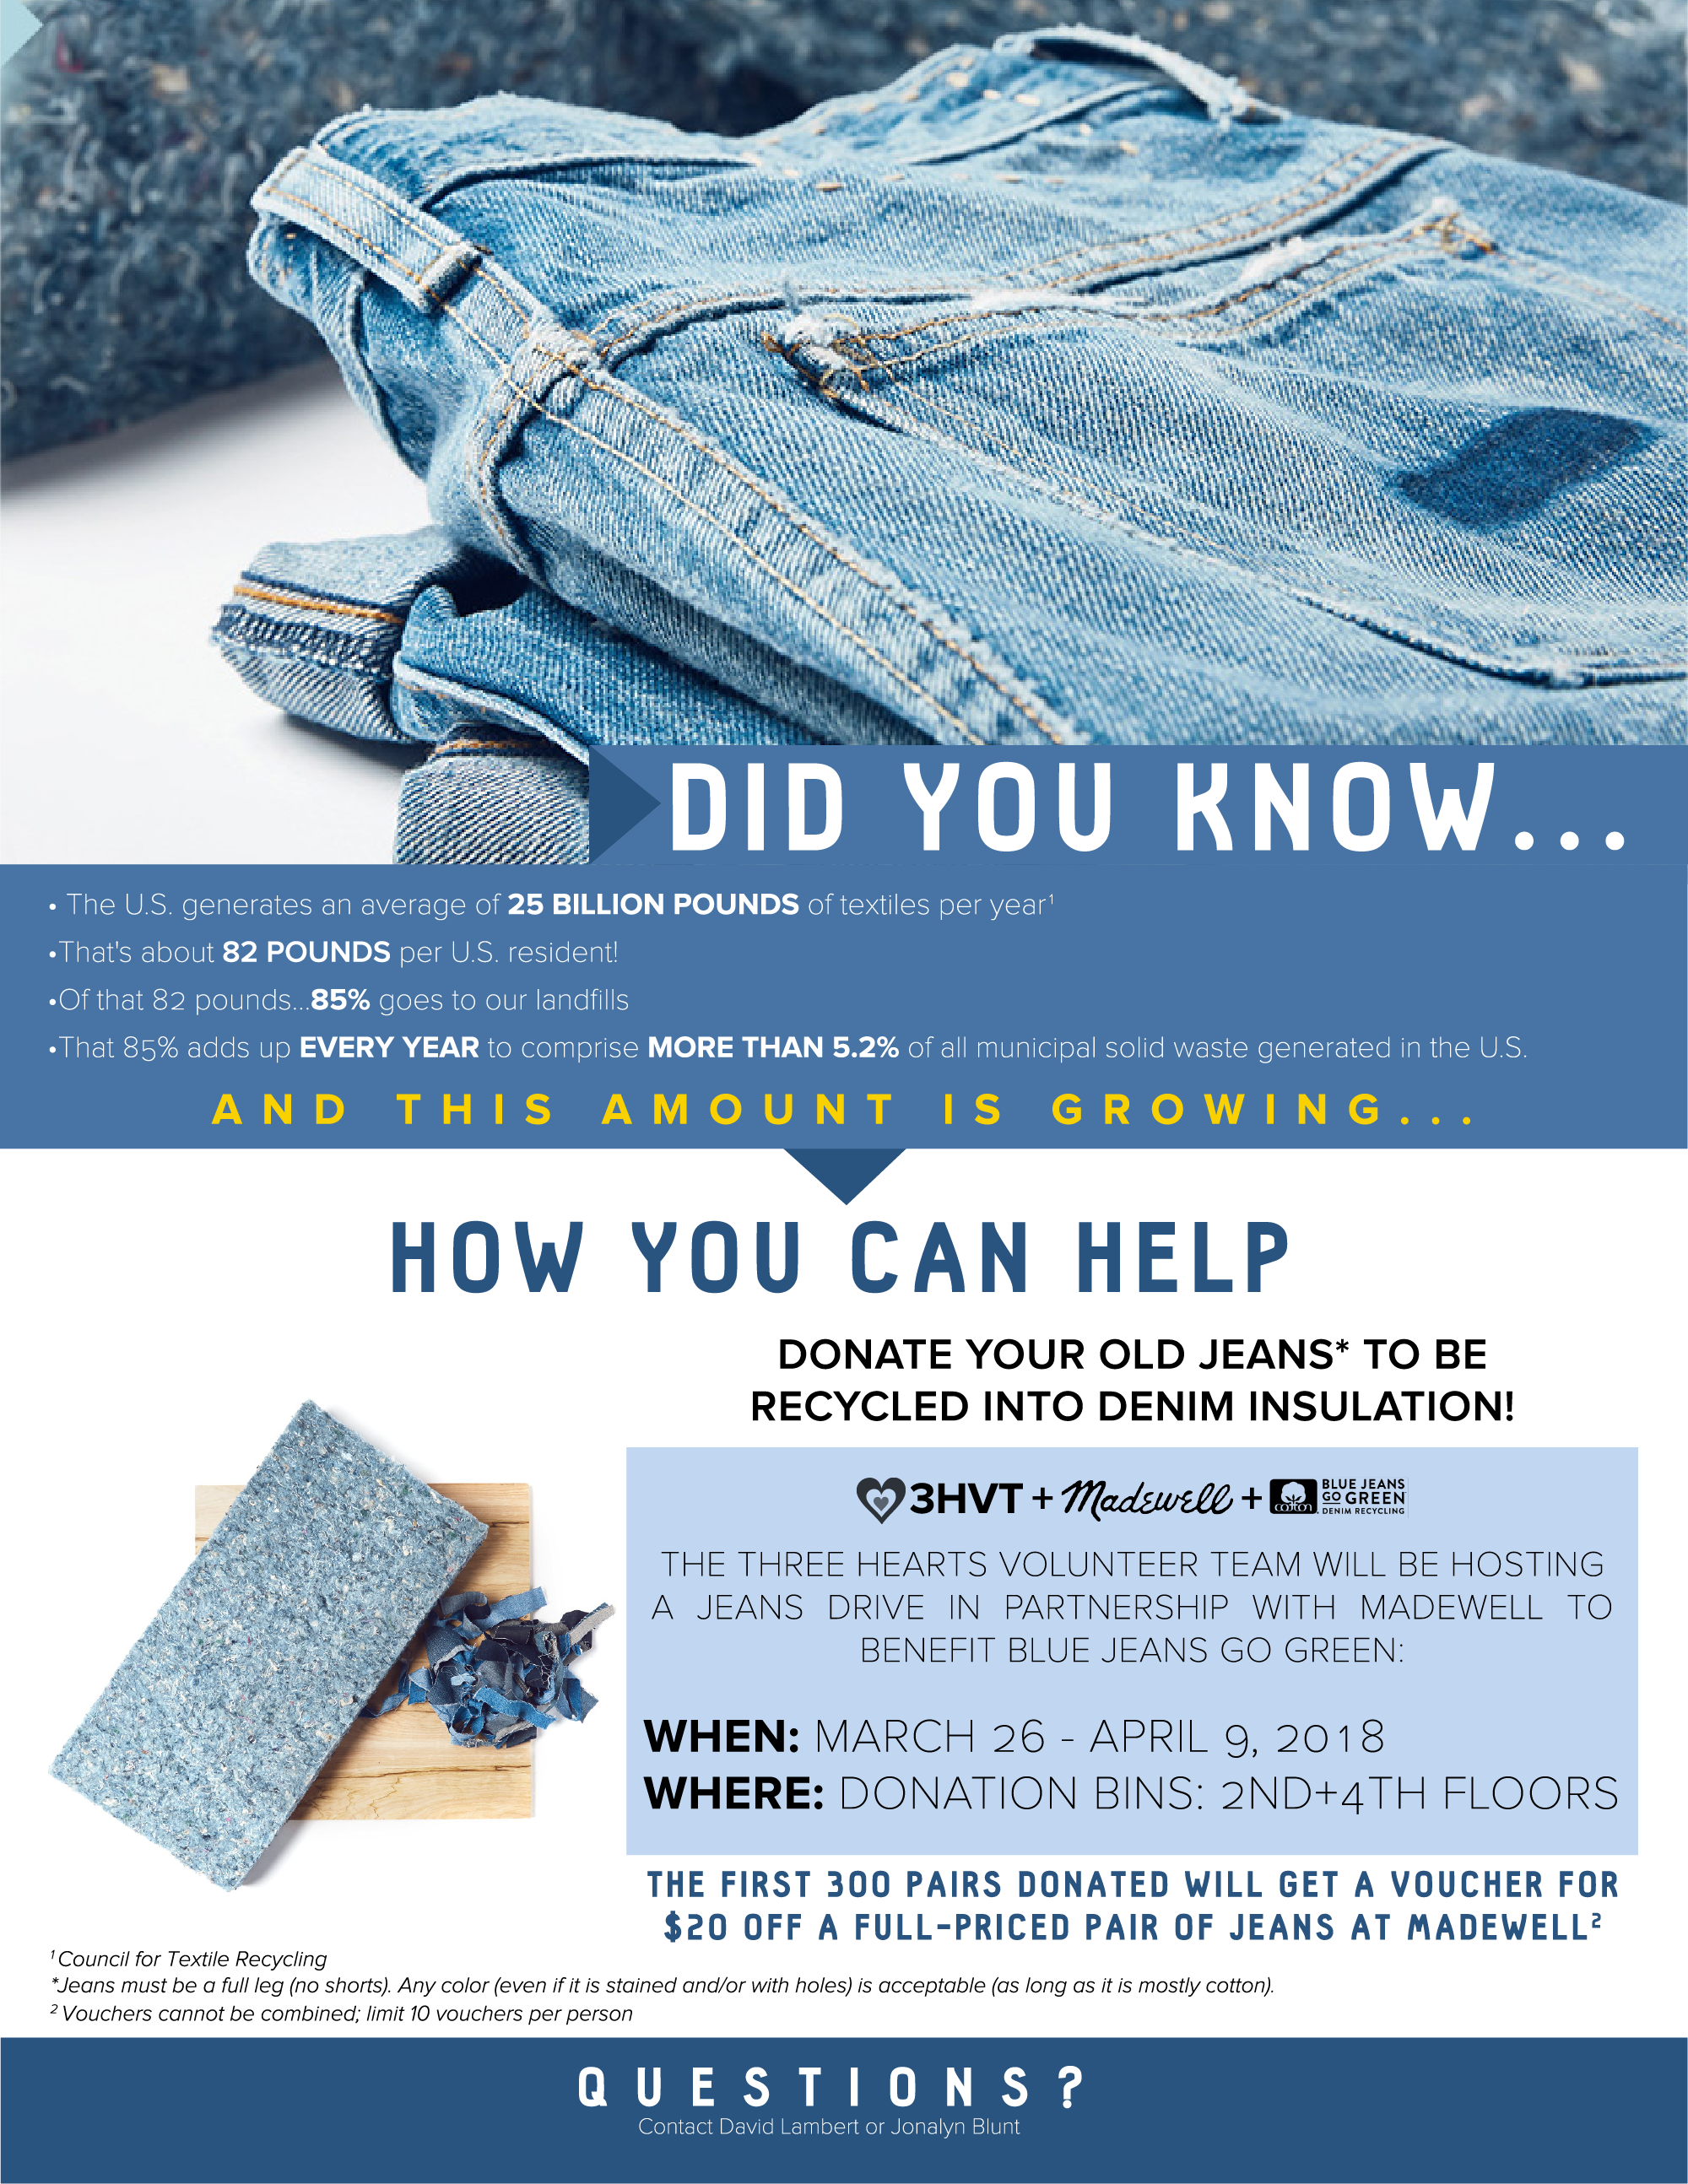 DID YOU KNOW...
• The U.S. generates an average of 25 BILLION POUNDS of textiles per year¹
•That's about 82 POUNDS per U.S. resident!
•Of that 82 pounds...85% goes to our landfills
•That 85% adds up EVERY YEAR to comprise MORE THAN 5.2% of all municipal solid waste generated in the U.S.
AND THIS AMOUNT IS GROWING...
HOW YOU CAN HELP
DONATE YOUR OLD JEANS* TO BE
RECYCLED INTO DENIM INSULATION!
3HVT + Madewell + cotton BLUE JEANS
GO GREEN
DENIM RECYCLING
THE THREE HEARTS VOLUNTEER TEAM WILL BE HOSTING
A JEANS DRIVE IN PARTNERSHIP WITH MADEWELL TO
BENEFIT BLUE JEANS GO GREEN:
WHEN: MARCH 26 - APRIL 9, 2018
WHERE: DONATION BINS: 2ND+4TH FLOORS
THE FIRST 300 PAIRS DONATED WILL GET A VOUCHER FOR
$20 OFF A FULL-PRICED PAIR OF JEANS AT MADEWELL²
¹ Council for Textile Recycling
*Jeans must be a full leg (no shorts). Any color (even if it is stained and/or with holes) is acceptable (as long as it is mostly cotton).
² Vouchers cannot be combined; limit 10 vouchers per person
QUESTIONS?
Contact David Lambert or Jonalyn Blunt